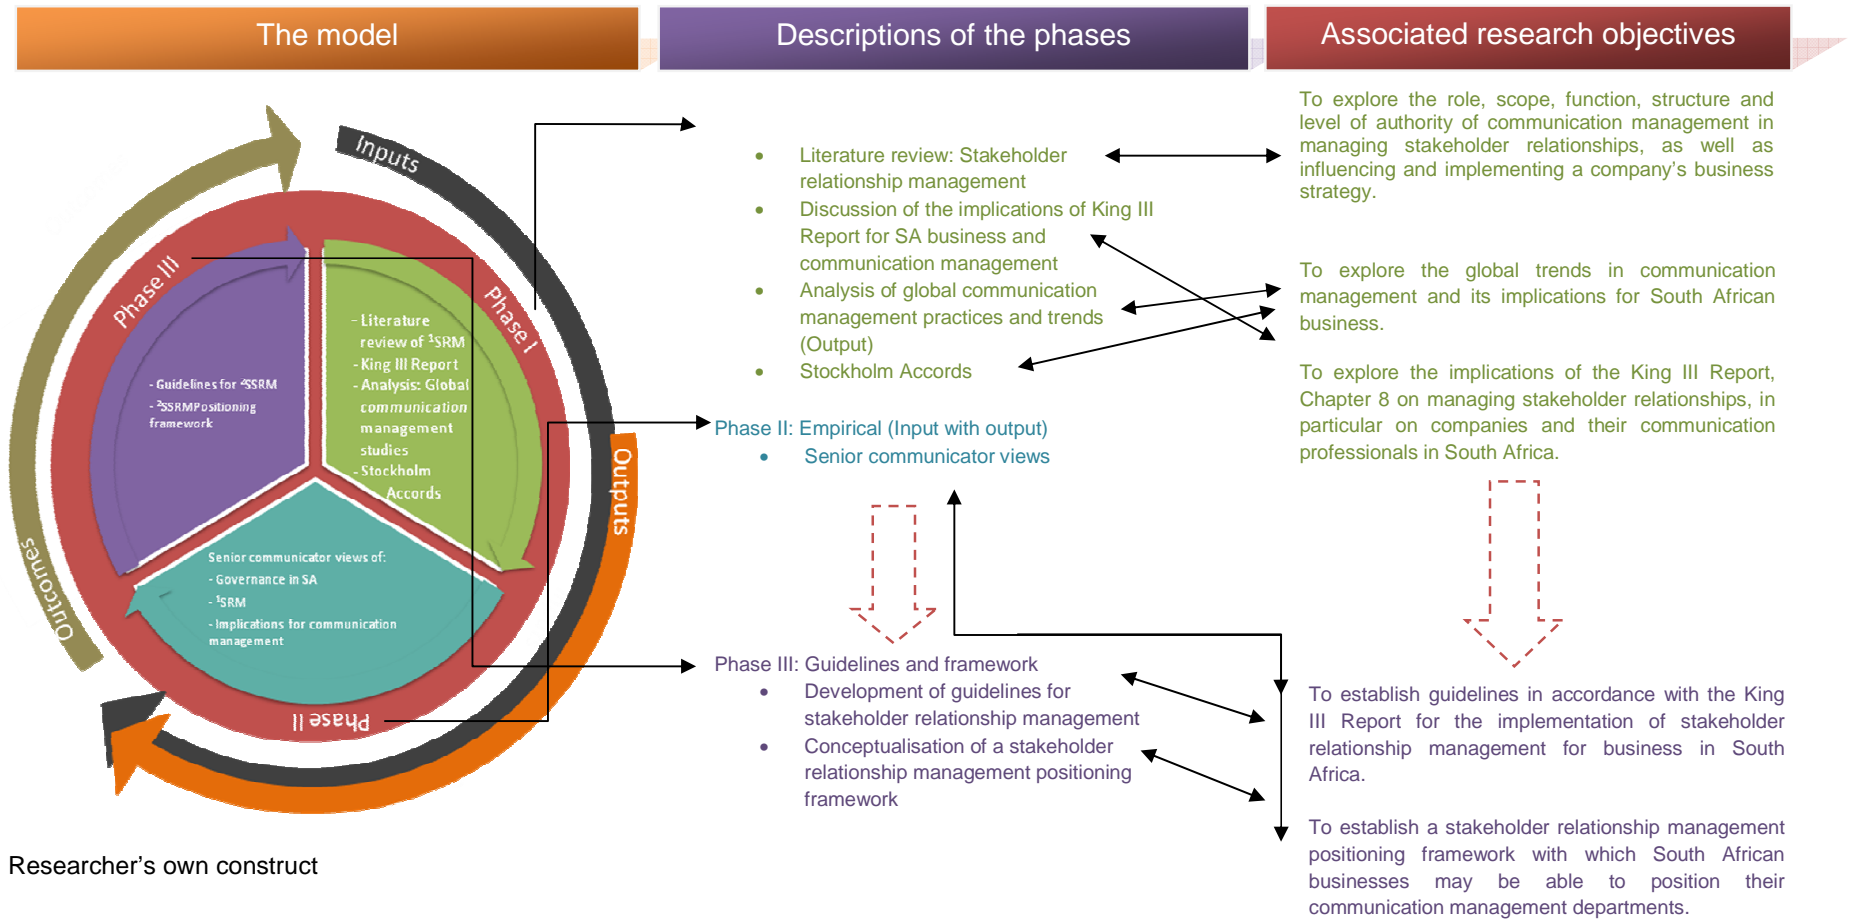 The model
Descriptions of the phases
Associated research objectives
Inputs
Outputs
Outcomes
Phase I
Phase II
Phase III
- Literature
review of ¹SRM
- King III Report
- Analysis: Global
communication
management
studies
- Stockholm
Accords
Senior communicator views of:
- Governance in SA
- ¹SRM
- Implications for communication
management
- Guidelines for ²SSRM
- ²SSRMPositioning
framework
• Literature review: Stakeholder
relationship management
• Discussion of the implications of King III
Report for SA business and
communication management
• Analysis of global communication
management practices and trends
(Output)
• Stockholm Accords
Phase II: Empirical (Input with output)
• Senior communicator views
Phase III: Guidelines and framework
• Development of guidelines for
stakeholder relationship management
• Conceptualisation of a stakeholder
relationship management positioning
framework
To explore the role, scope, function, structure and
level of authority of communication management in
managing stakeholder relationships, as well as
influencing and implementing a company's business
strategy.
To explore the global trends in communication
management and its implications for South African
business.
To explore the implications of the King III Report,
Chapter 8 on managing stakeholder relationships, in
particular on companies and their communication
professionals in South Africa.
To establish guidelines in accordance with the King
III Report for the implementation of stakeholder
relationship management for business in South
Africa.
To establish a stakeholder relationship management
positioning framework with which South African
businesses may be able to position their
communication management departments.
Researcher's own construct